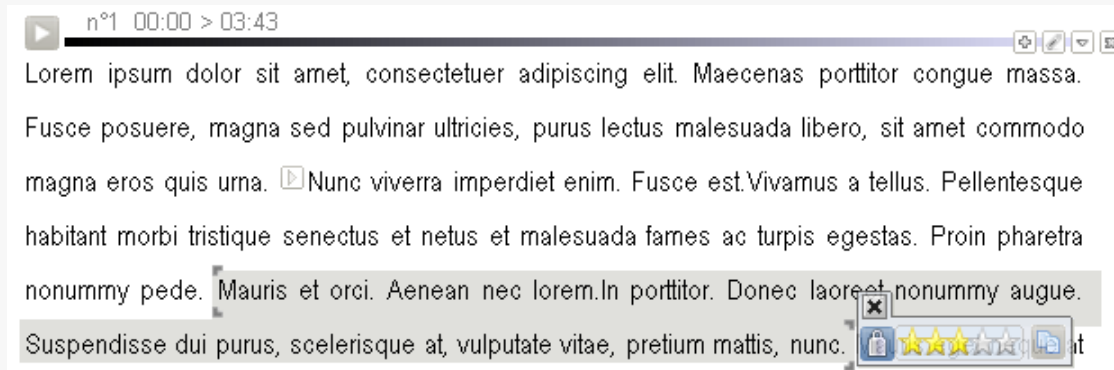 n°1 00:00 > 03:43
Lorem ipsum dolor sit amet, consectetuer adipiscing elit. Maecenas porttitor congue massa.
Fusce posuere, magna sed pulvinar ultricies, purus lectus malesuada libero, sit amet commodo
magna eros quis urna. Nunc viverra imperdiet enim. Fusce est.Vivamus a tellus. Pellentesque
habitant morbi tristique senectus et netus et malesuada fames ac turpis egestas. Proin pharetra
nonummy pede. Mauris et orci. Aenean nec lorem.In porttitor. Donec laoreet nonummy augue.
Suspendisse dui purus, scelerisque at, vulputate vitae, pretium mattis, nunc. at